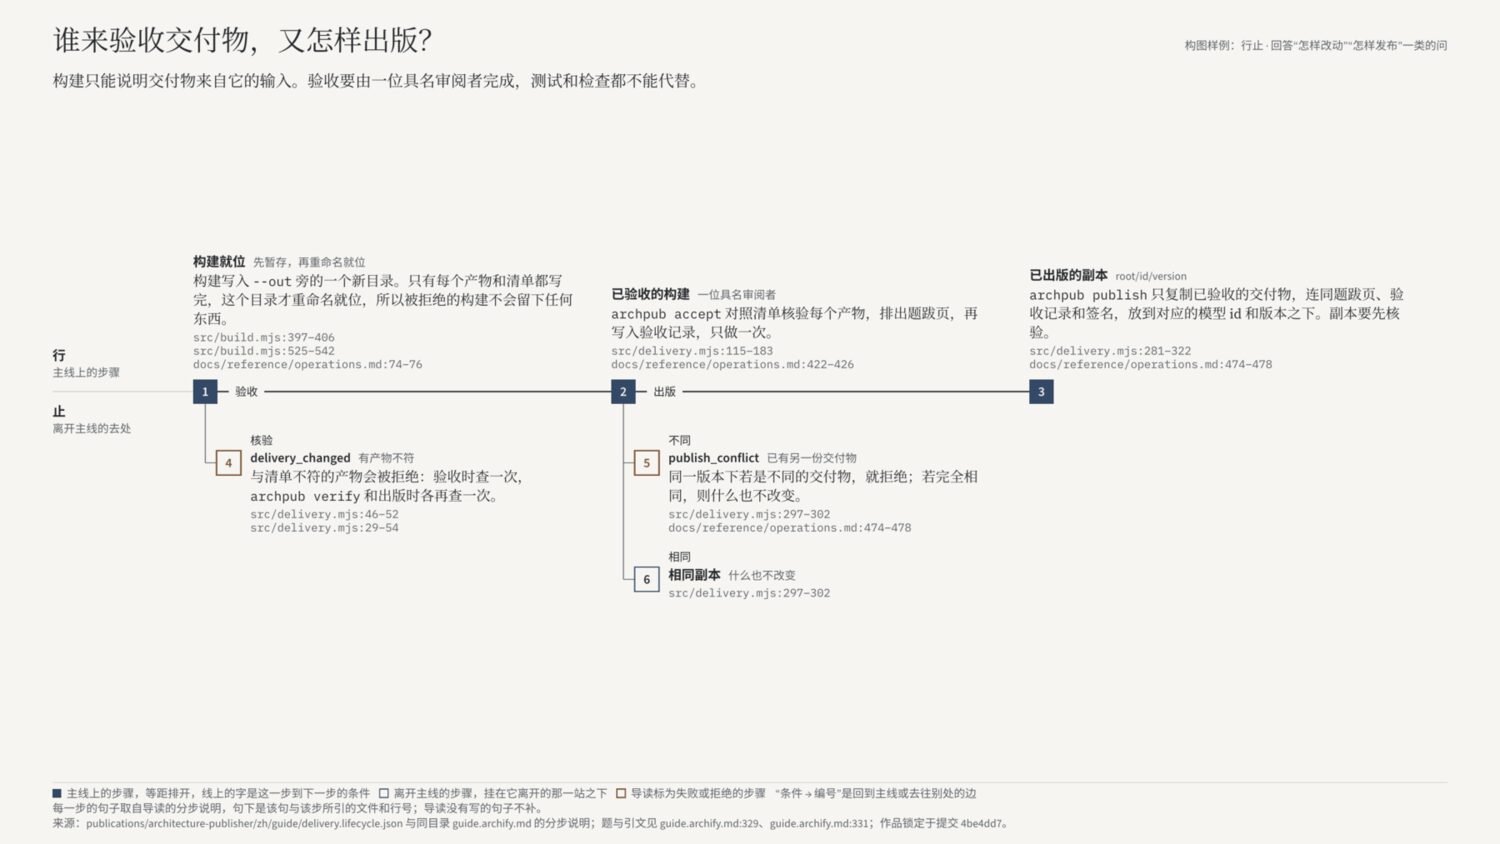 谁来验收交付物，又怎样出版？
构图样例：行止 · 回答“怎样改动”“怎样发布”一类的问
构建只能说明交付物来自它的输入。验收要由一位具名审阅者完成，测试和检查都不能代替。
行
主线上的步骤
止
离开主线的去处
构建就位 先暂存，再重命名就位
构建写入 --out 旁的一个新目录。只有每个产物和清单都写
完，这个目录才重命名就位，所以被拒绝的构建不会留下任何
东西。
src/build.mjs:397–406
src/build.mjs:525–542
docs/reference/operations.md:74–76
1 验收
已验收的构建 一位具名审阅者
archpub accept 对照清单核验每个产物，排出题跋页，再
写入验收记录，只做一次。
src/delivery.mjs:115–183
docs/reference/operations.md:422–426
2 出版
已出版的副本 root/id/version
archpub publish 只复制已验收的交付物，连同题跋页、验
收记录和签名，放到对应的模型 id 和版本之下。副本要先核
验。
src/delivery.mjs:281–322
docs/reference/operations.md:474–478
3
核验
4 delivery_changed 有产物不符
与清单不符的产物会被拒绝：验收时查一次，
archpub verify 和出版时各再查一次。
src/delivery.mjs:46–52
src/delivery.mjs:29–54
不同
5 publish_conflict 已有另一份交付物
同一版本下若是不同的交付物，就拒绝；若完全相
同，则什么也不改变。
src/delivery.mjs:297–302
docs/reference/operations.md:474–478
相同
6 相同副本 什么也不改变
src/delivery.mjs:297–302
主线上的步骤，等距排开，线上的字是这一步到下一步的条件 离开主线的步骤，挂在它离开的那一站之下 导读标为失败或拒绝的步骤 “条件 → 编号”是回到主线或去往别处的边
每一步的句子取自导读的分步说明，句下是该句与该步所引的文件和行号；导读没有写的句子不补。
来源：publications/architecture-publisher/zh/guide/delivery.lifecycle.json 与同目录 guide.archify.md 的分步说明；题与引文见 guide.archify.md:329、guide.archify.md:331；作品锁定于提交 4be4dd7。